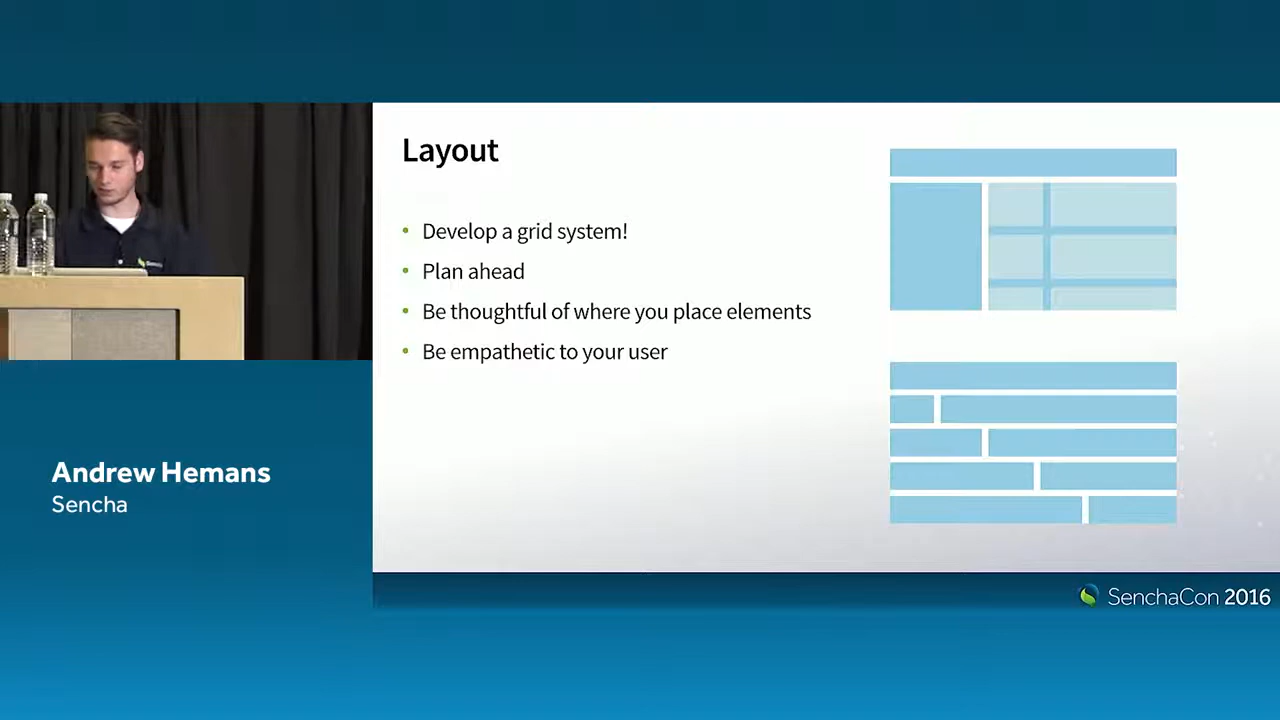 Layout
• Develop a grid system!
• Plan ahead
• Be thoughtful of where you place elements
• Be empathetic to your user
Andrew Hemans
Sencha
SenchaCon 2016